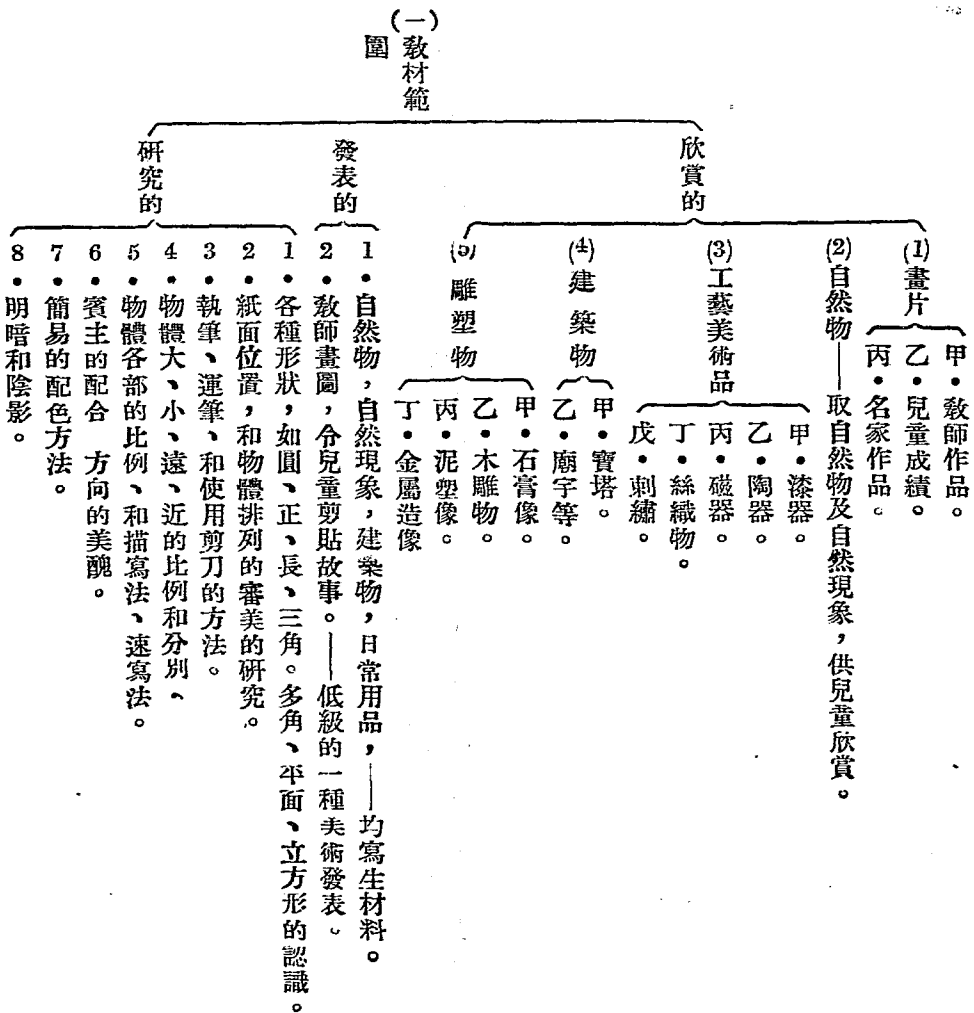 (一)教材範
圍
欣賞的
(1)畫片
甲•教師作品。
乙•兒童成績。
丙•名家作品。
(2)自然物——取自然物及自然現象，供兒童欣賞。
(3)工藝美術品
甲•漆器。
乙•陶器。
丙•磁器。
丁•絲織物。
戊•刺繡。
(4)建築物
甲•寶塔。
乙•廟宇等。
(5)雕塑物
甲•石膏像。
乙•木雕物。
丙•泥塑像。
丁•金屬造像
發表的
1•自然物，自然現象，建築物，日常用品，——均寫生材料。
2•教師畫圖，令兒童剪貼故事。——低級的一種美術發表。
研究的
1•各種形狀，如圓、正、長、三角。多角、平面、立方形的認識。
2•紙面位置，和物體排列的審美的研究。
3•執筆、運筆、和使用剪刀的方法。
4•物體大、小、遠、近的比例和分別、
5•物體各部的比例、和描寫法、速寫法。
6•賓主的配合 方向的美醜。
7•簡易的配色方法。
8•明暗和陰影。